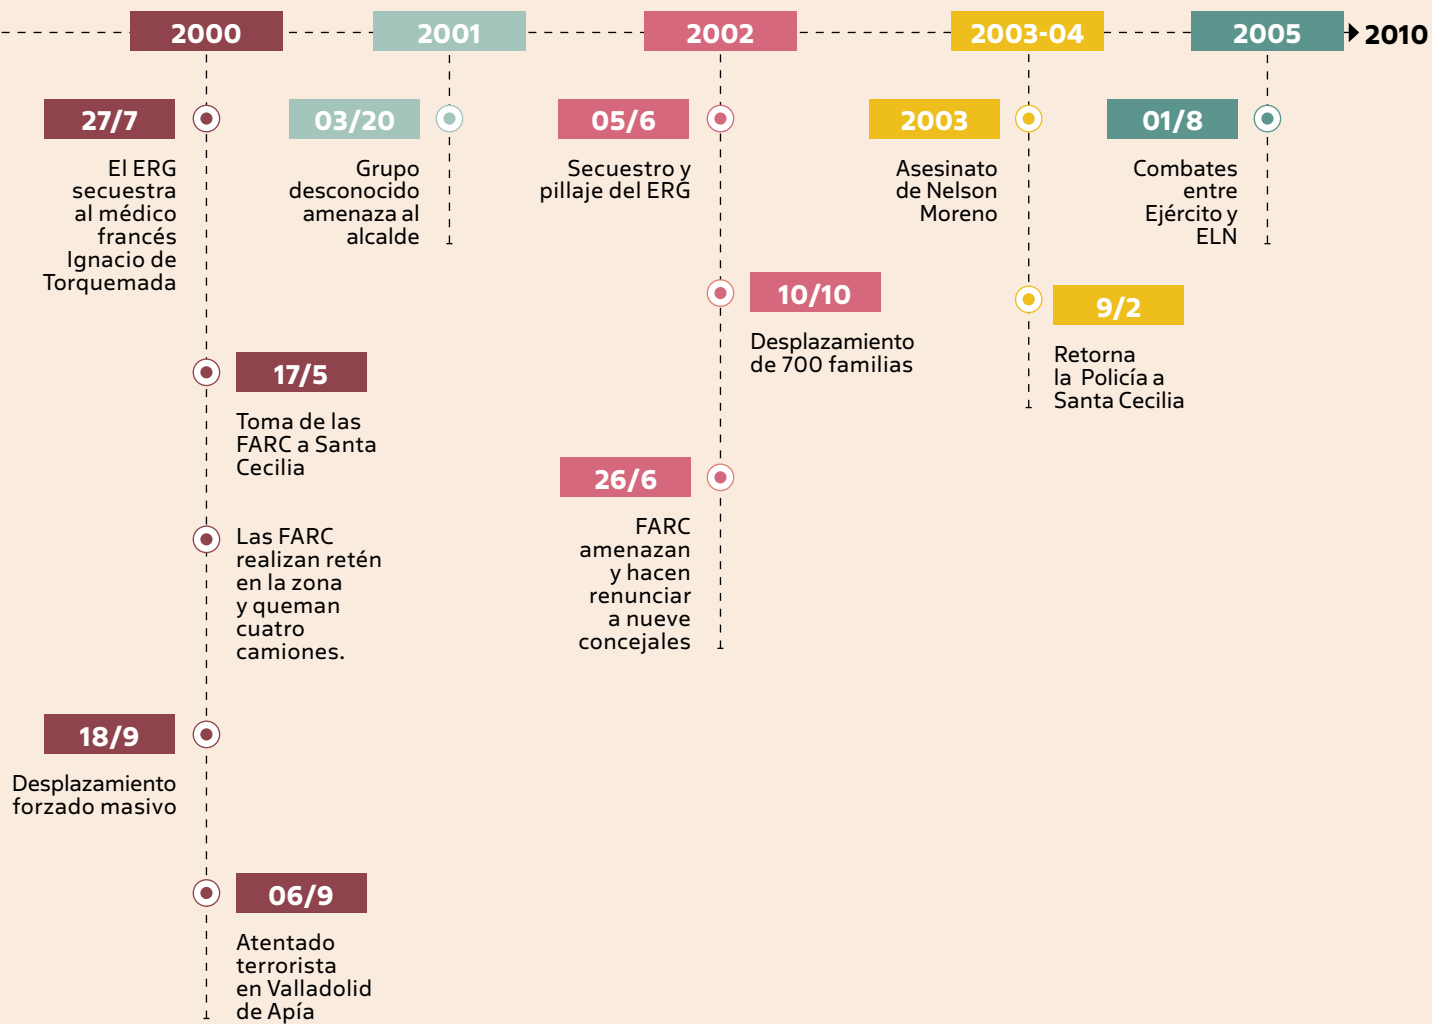 2000
2001
2002
2003-04
2005
2010
27/7
El ERG
secuestra
al médico
francés
Ignacio de
Torquemada
17/5
Toma de las
FARC a Santa
Cecilia
Las FARC
realizan retén
en la zona
y queman
cuatro
camiones.
18/9
Desplazamiento
forzado masivo
06/9
Atentado
terrorista
en Valladolid
de Apía
03/20
Grupo
desconocido
amenaza al
alcalde
05/6
Secuestro y
pillaje del ERG
10/10
Desplazamiento
de 700 familias
26/6
FARC
amenazan
y hacen
renunciar
a nueve
concejales
2003
Asesinato
de Nelson
Moreno
9/2
Retorna
la Policía a
Santa Cecilia
01/8
Combates
entre
Ejército y
ELN